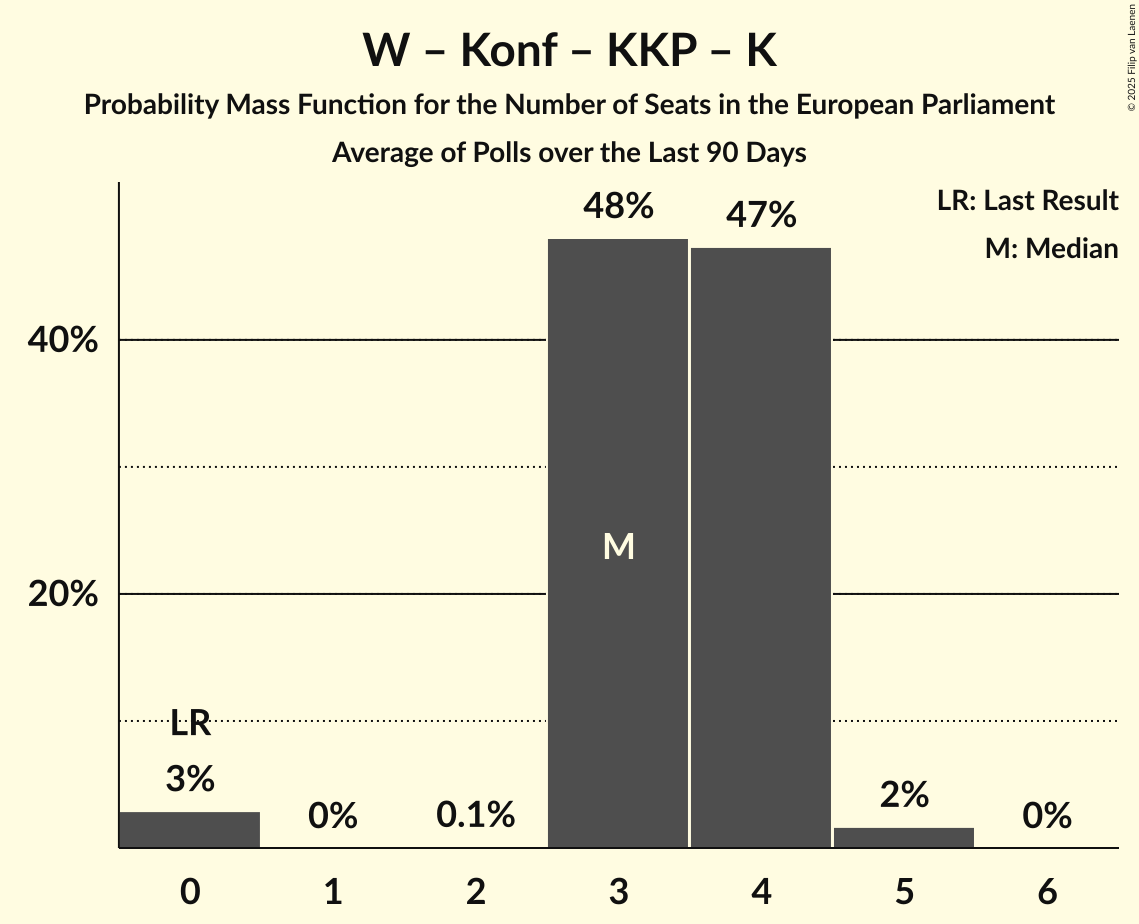 W – Konf – KKP – K
Probability Mass Function for the Number of Seats in the European Parliament
Average of Polls over the Last 90 Days
© 2025 Filip van Laenen
LR: Last Result
M: Median
48%
47%
40%
M
20%
LR
3%
0%
0.1%
2%
0%
0 1 2 3 4 5 6